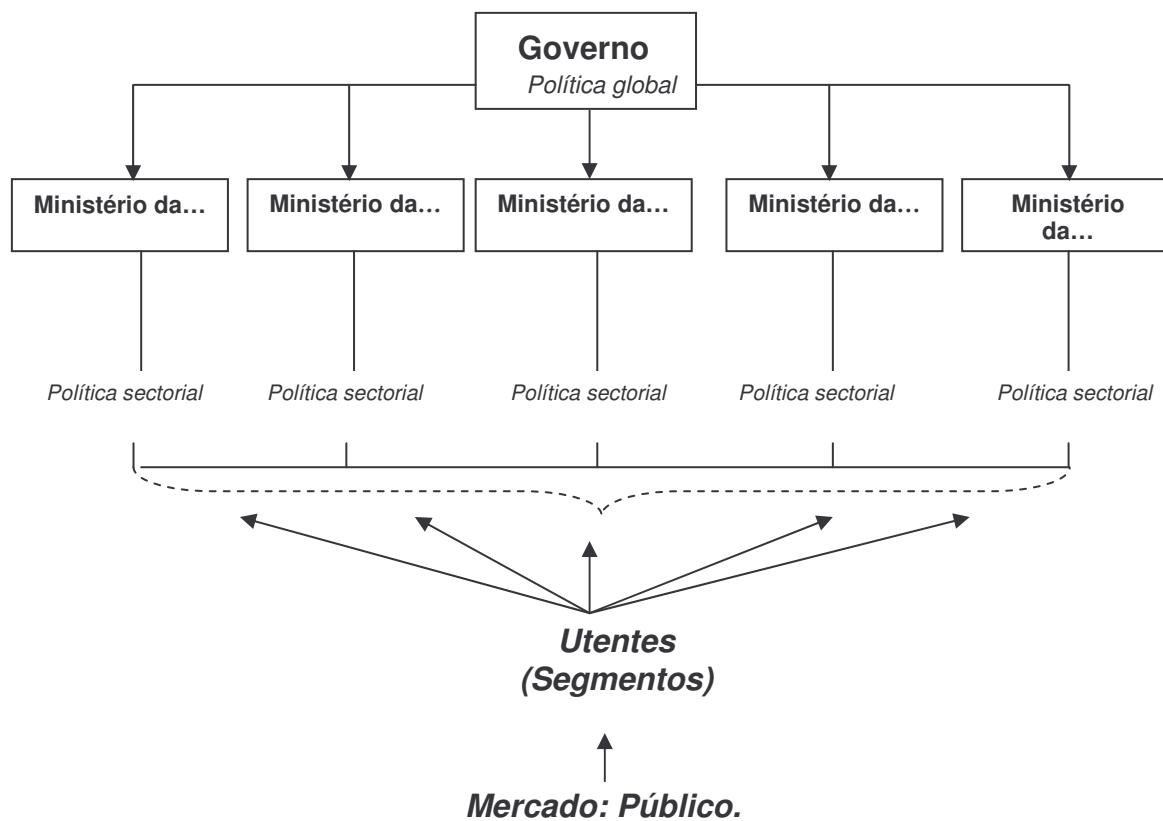 Governo
Política global
Ministério da…
Ministério da…
Ministério da…
Ministério da…
Ministério
da…
Política sectorial
Política sectorial
Política sectorial
Política sectorial
Política sectorial
Utentes
(Segmentos)
Mercado: Público.